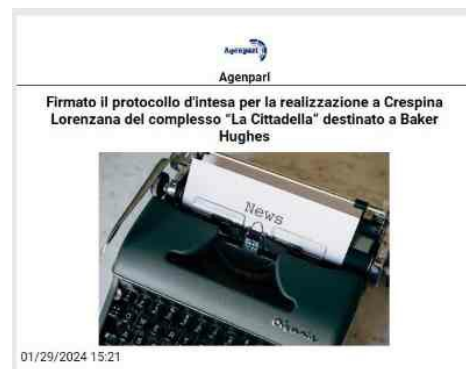 Agenparl
Agenparl
Firmato il protocollo d'intesa per la realizzazione a Crespina
Lorenzana del complesso “La Cittadella” destinato a Baker
Hughes
News
Olympia
01/29/2024 15:21